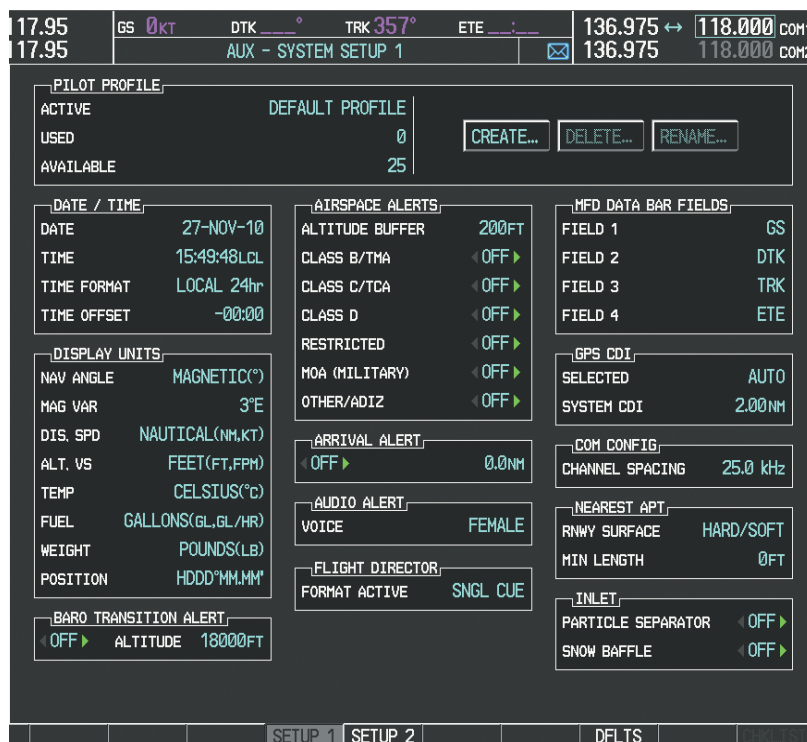 17.95 GS 0KT DTK ___° TRK 357° ETE __:__ 136.975 ↔ 118.000 COM1
17.95 AUX - SYSTEM SETUP 1 136.975 118.000 COM2
PILOT PROFILE
ACTIVE DEFAULT PROFILE
USED 0 CREATE… DELETE… RENAME…
AVAILABLE 25
DATE / TIME
DATE 27-NOV-10
TIME 15:49:48LCL
TIME FORMAT LOCAL 24hr
TIME OFFSET -00:00
DISPLAY UNITS
NAV ANGLE MAGNETIC(°)
MAG VAR 3°E
DIS, SPD NAUTICAL(NM,KT)
ALT, VS FEET(FT,FPM)
TEMP CELSIUS(°C)
FUEL GALLONS(GL,GL/HR)
WEIGHT POUNDS(LB)
POSITION HDDD°MM.MM'
BARO TRANSITION ALERT
OFF ALTITUDE 18000FT
AIRSPACE ALERTS
ALTITUDE BUFFER 200FT
CLASS B/TMA OFF
CLASS C/TCA OFF
CLASS D OFF
RESTRICTED OFF
MOA (MILITARY) OFF
OTHER/ADIZ OFF
ARRIVAL ALERT
OFF 0.0NM
AUDIO ALERT
VOICE FEMALE
FLIGHT DIRECTOR
FORMAT ACTIVE SNGL CUE
MFD DATA BAR FIELDS
FIELD 1 GS
FIELD 2 DTK
FIELD 3 TRK
FIELD 4 ETE
GPS CDI
SELECTED AUTO
SYSTEM CDI 2.00NM
COM CONFIG
CHANNEL SPACING 25.0 kHz
NEAREST APT
RNWY SURFACE HARD/SOFT
MIN LENGTH 0FT
INLET
PARTICLE SEPARATOR OFF
SNOW BAFFLE OFF
SETUP 1 SETUP 2 DFLTS CHKLIST